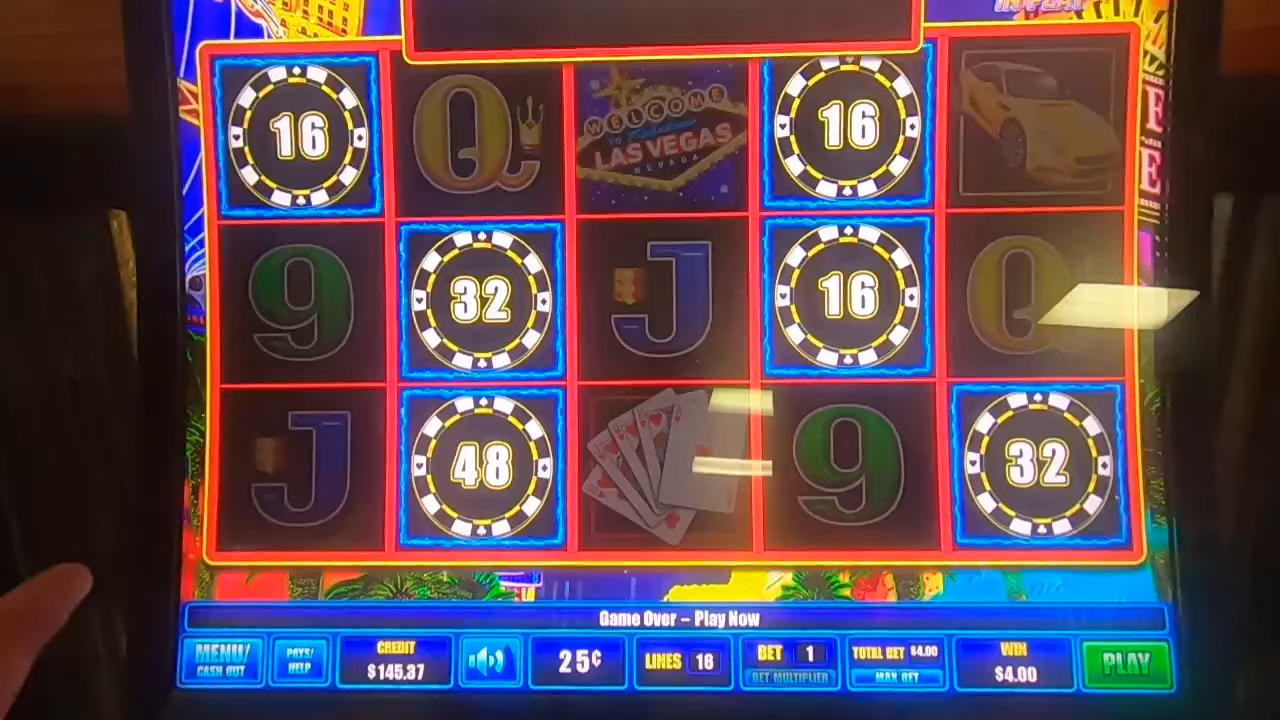 16
Q
WELCOME
TO Fabulous
LAS VEGAS
NEVADA
16
9
32
J
16
Q
J
48
9
32
Game Over – Play Now
MENU/
CASH OUT
PAYS/
HELP
CREDIT
$145.37
25¢
LINES 16
BET 1
BET MULTIPLIER
TOTAL BET $4.00
MAX BET
WIN
$4.00
PLAY